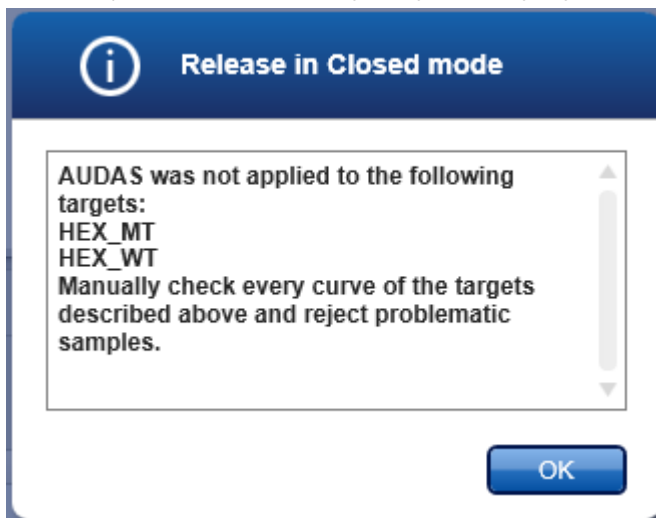 Release in Closed mode
AUDAS was not applied to the following
targets:
HEX_MT
HEX_WT
Manually check every curve of the targets
described above and reject problematic
samples.
OK